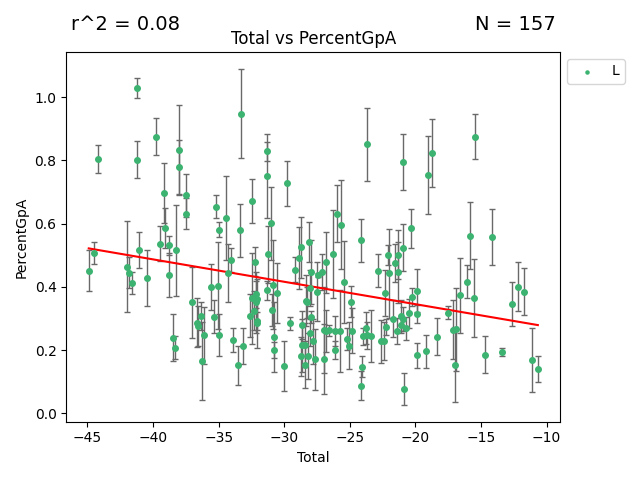 r^2 = 0.08
N = 157
Total vs PercentGpA
L
PercentGpA
1.0
0.8
0.6
0.4
0.2
0.0
−45
−40
−35
−30
−25
−20
−15
−10
Total